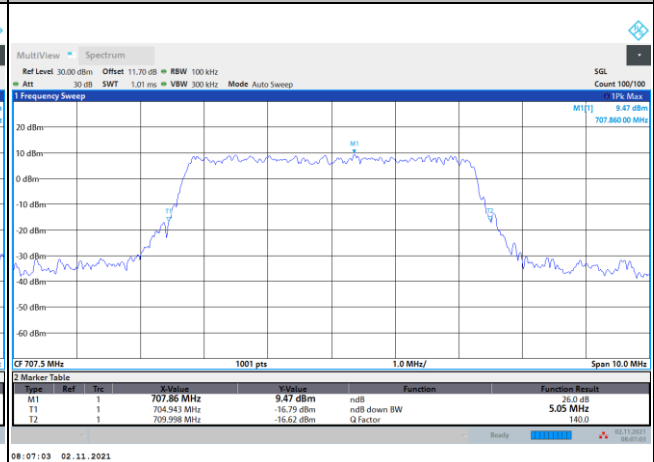 MultiView Spectrum
Ref Level 30.00 dBm Offset 11.70 dB RBW 100 kHz SGL
Att 30 dB SWT 1.01 ms VBW 300 kHz Mode Auto Sweep Count 100/100
1 Frequency Sweep 1Pk Max
M1[1] 9.47 dBm
707.860 00 MHz
20 dBm
M1
10 dBm
0 dBm
-10 dBm
T1 T2
-20 dBm
-30 dBm
-40 dBm
-50 dBm
-60 dBm
CF 707.5 MHz 1001 pts 1.0 MHz/ Span 10.0 MHz
2 Marker Table
Type Ref Trc X-Value Y-Value Function Function Result
M1 1 707.86 MHz 9.47 dBm ndB 26.0 dB
T1 1 704.943 MHz -16.79 dBm ndB down BW 5.05 MHz
T2 1 709.998 MHz -16.62 dBm Q Factor 140.0
Ready 02.11.2021
08:07:03
08:07:03 02.11.2021